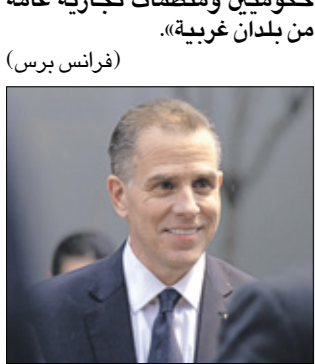 حكوميين ومنظمات تجارية عامة
من بلدان غربية».
(فرانس برس)